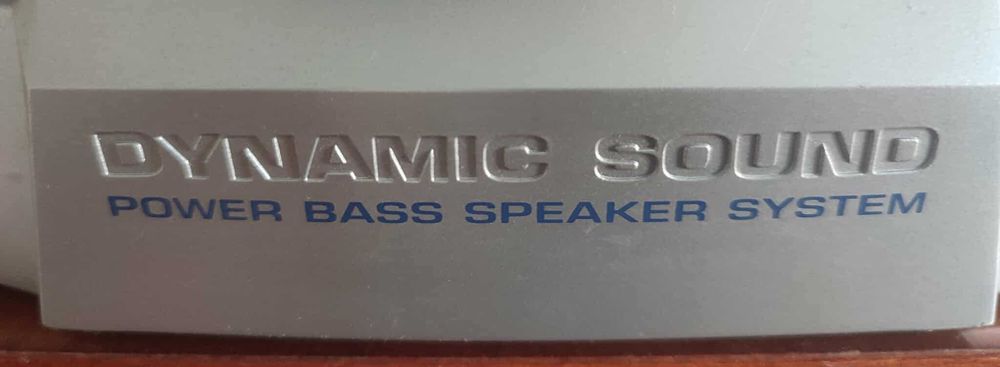 DYNAMIC SOUND
POWER BASS SPEAKER SYSTEM